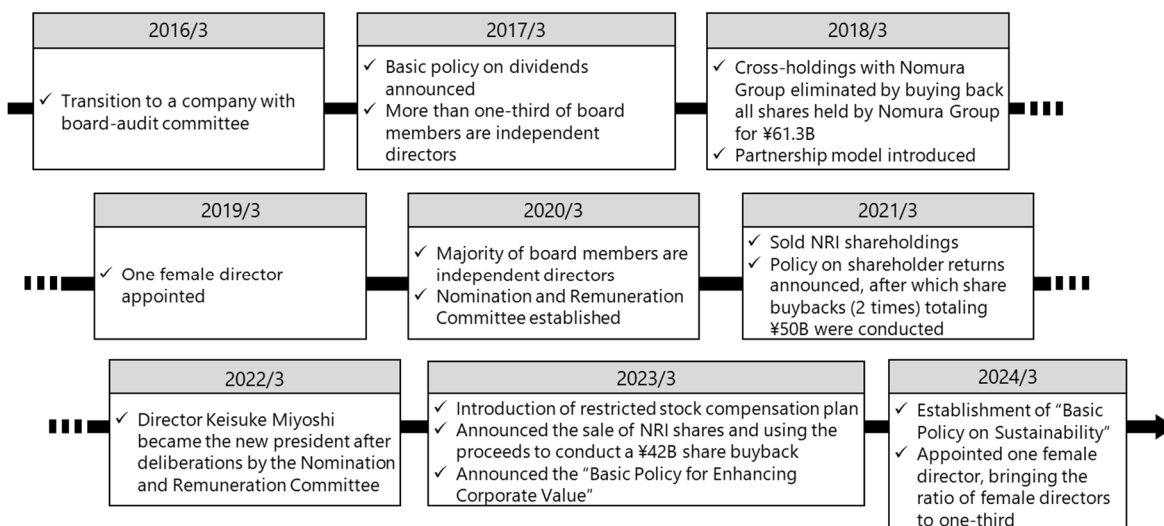 2016/3
✓ Transition to a company with
board-audit committee
2017/3
✓ Basic policy on dividends
announced
✓ More than one-third of board
members are independent
directors
2018/3
✓ Cross-holdings with Nomura
Group eliminated by buying back
all shares held by Nomura Group
for ¥61.3B
✓ Partnership model introduced
2019/3
✓ One female director
appointed
2020/3
✓ Majority of board members are
independent directors
✓ Nomination and Remuneration
Committee established
2021/3
✓ Sold NRI shareholdings
✓ Policy on shareholder returns
announced, after which share
buybacks (2 times) totaling
¥50B were conducted
2022/3
✓ Director Keisuke Miyoshi
became the new president after
deliberations by the Nomination
and Remuneration Committee
2023/3
✓ Introduction of restricted stock compensation plan
✓ Announced the sale of NRI shares and using the
proceeds to conduct a ¥42B share buyback
✓ Announced the “Basic Policy for Enhancing
Corporate Value”
2024/3
✓ Establishment of “Basic
Policy on Sustainability”
✓ Appointed one female
director, bringing the
ratio of female directors
to one-third